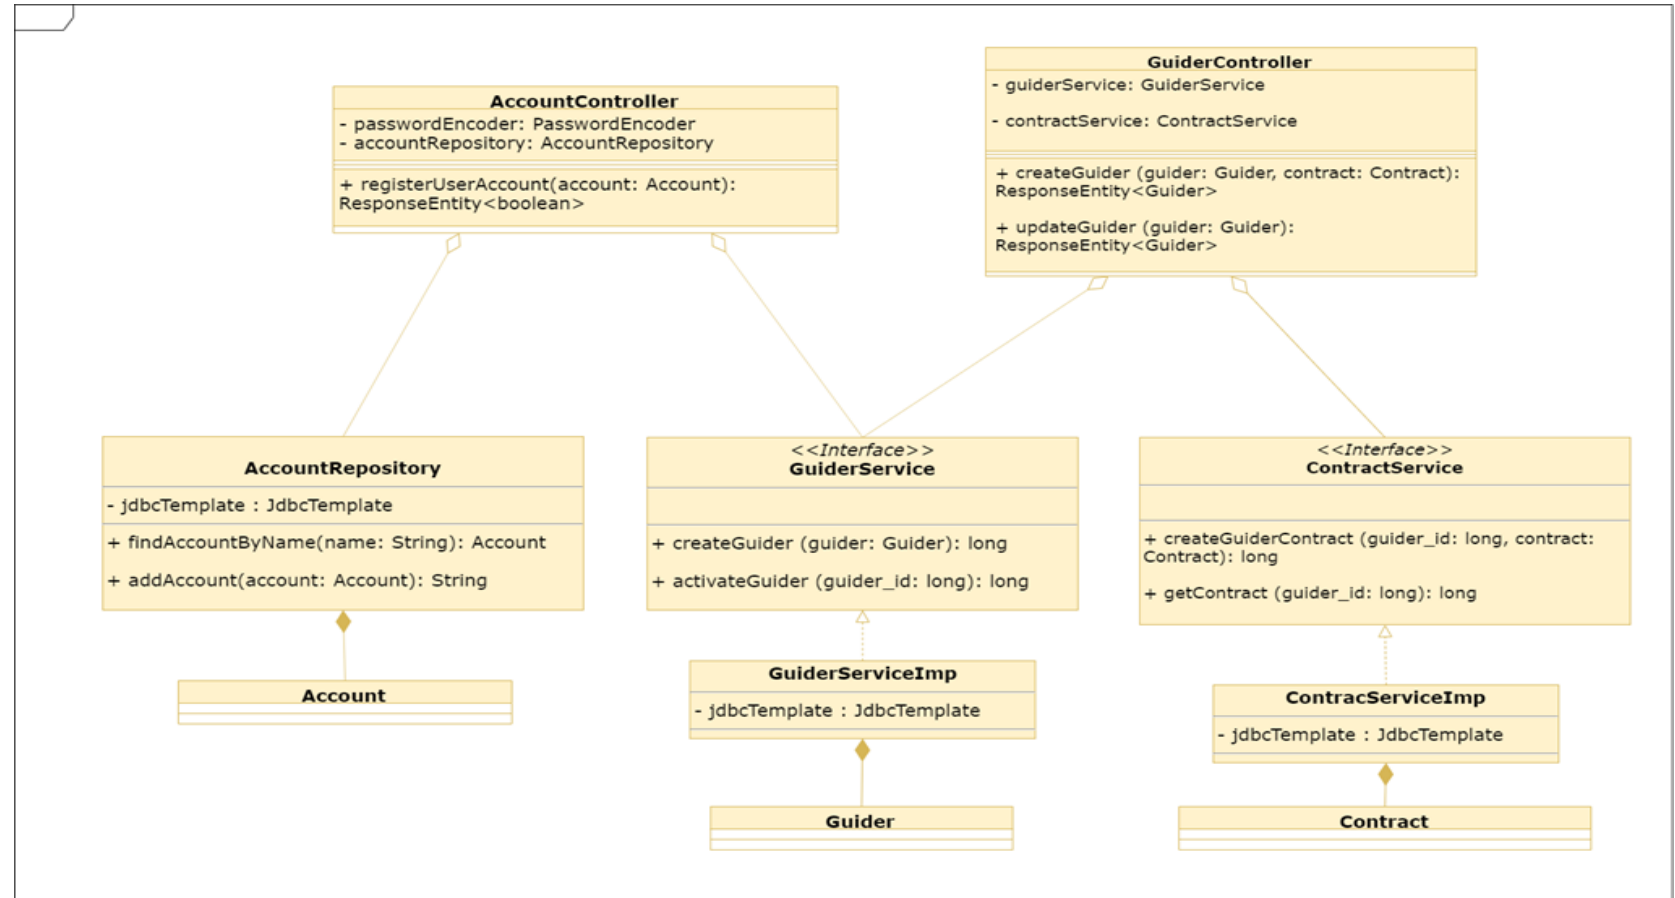 AccountController
- passwordEncoder: PasswordEncoder
- accountRepository: AccountRepository
+ registerUserAccount(account: Account):
ResponseEntity<boolean>
GuiderController
- guiderService: GuiderService
- contractService: ContractService
+ createGuider (guider: Guider, contract: Contract):
ResponseEntity<Guider>
+ updateGuider (guider: Guider):
ResponseEntity<Guider>
AccountRepository
- jdbcTemplate : JdbcTemplate
+ findAccountByName(name: String): Account
+ addAccount(account: Account): String
<<Interface>>
GuiderService
+ createGuider (guider: Guider): long
+ activateGuider (guider_id: long): long
<<Interface>>
ContractService
+ createGuiderContract (guider_id: long, contract:
Contract): long
+ getContract (guider_id: long): long
Account
GuiderServiceImp
- jdbcTemplate : JdbcTemplate
ContracServiceImp
- jdbcTemplate : JdbcTemplate
Guider
Contract